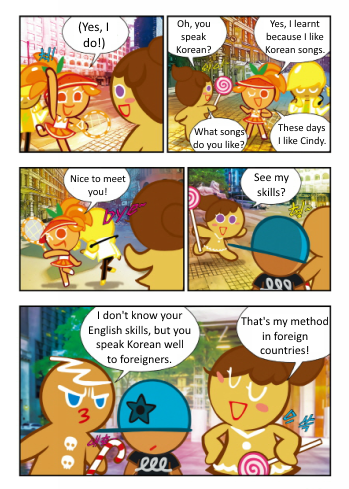 (Yes, I
do!)
Oh, you
speak
Korean?
Yes, I learnt
because I like
Korean songs.
What songs
do you like?
These days
I like Cindy.
Nice to meet
you!
See my
skills?
I don't know your
English skills, but you
speak Korean well
to foreigners.
That's my method
in foreign
countries!